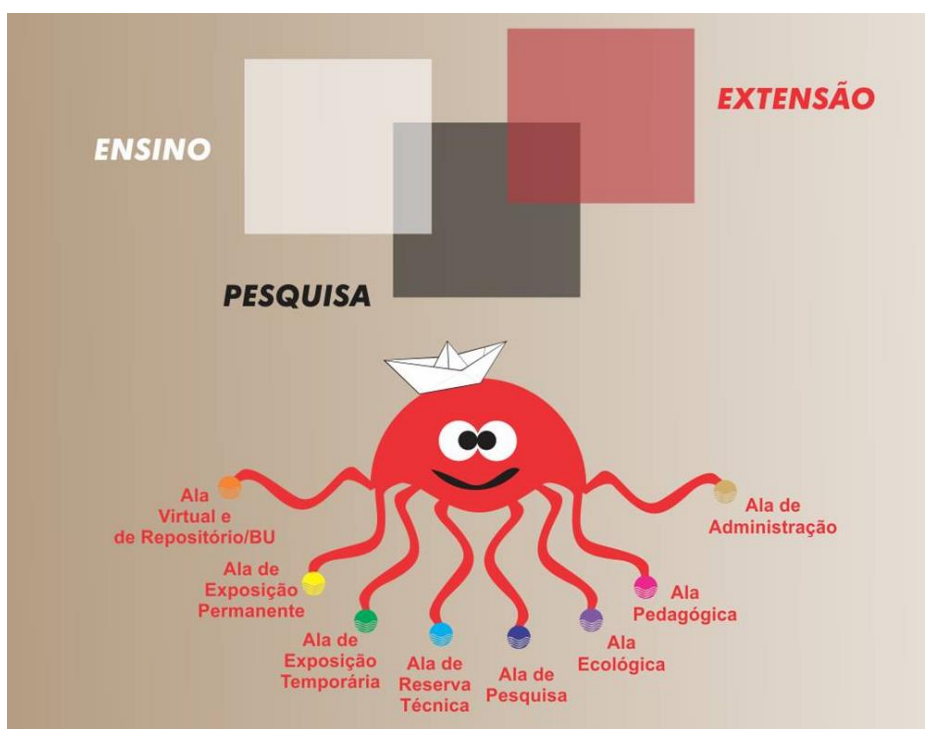 EXTENSÃO
ENSINO
PESQUISA
Ala
Virtual e
de Repositório/BU
Ala de
Exposição
Permanente
Ala de
Exposição
Temporária
Ala de
Reserva
Técnica
Ala de
Pesquisa
Ala
Ecológica
Ala
Pedagógica
Ala de
Administração